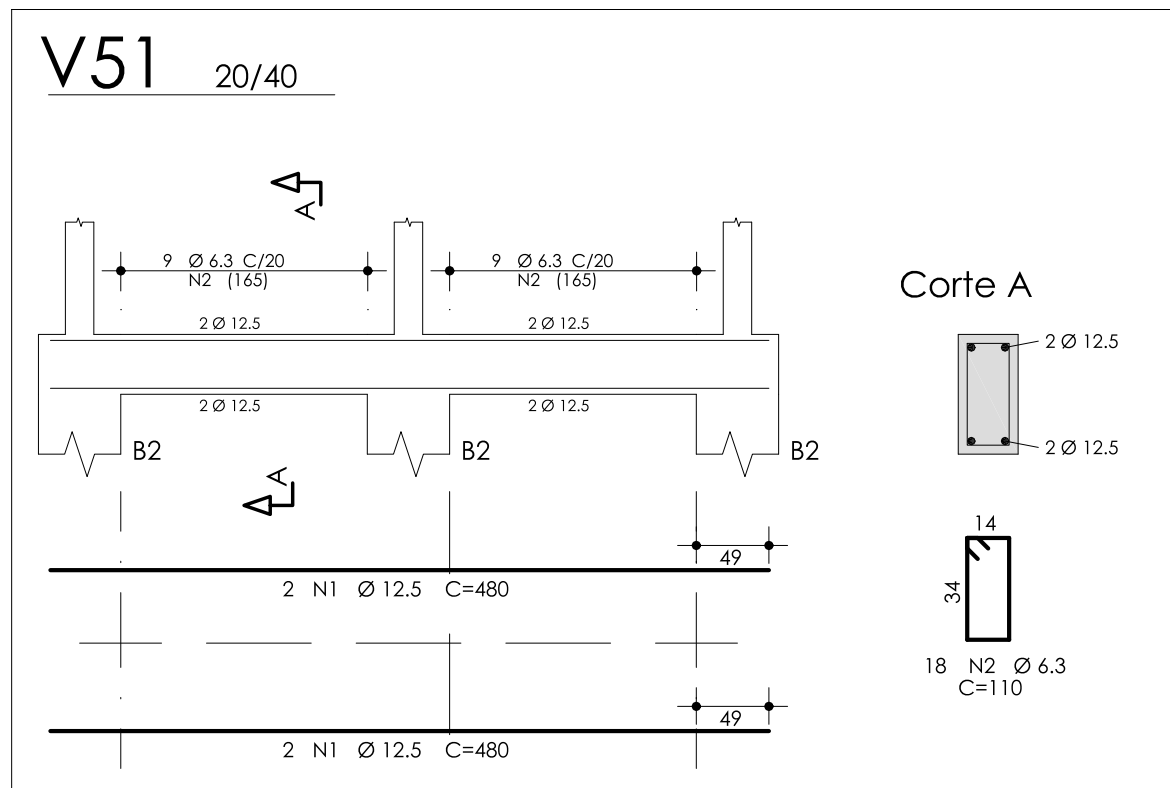 V51 20/40
A
9 Ø 6.3 C/20
N2 (165)
9 Ø 6.3 C/20
N2 (165)
2 Ø 12.5
2 Ø 12.5
2 Ø 12.5
2 Ø 12.5
B2
B2
B2
A
49
2 N1 Ø 12.5 C=480
49
2 N1 Ø 12.5 C=480
Corte A
2 Ø 12.5
2 Ø 12.5
14
34
18 N2 Ø 6.3
C=110